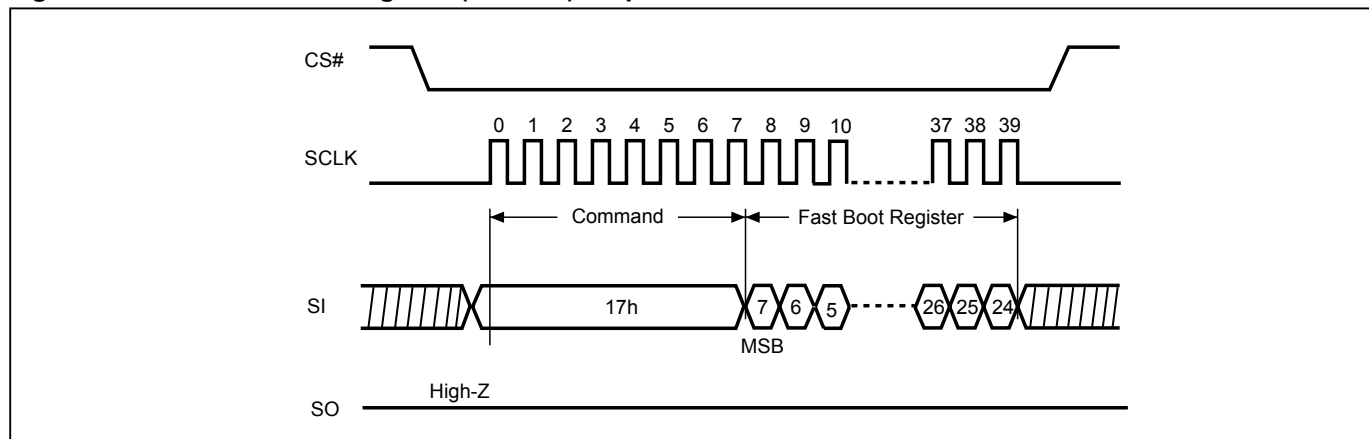 CS#
0 1 2 3 4 5 6 7 8 9 10 37 38 39
SCLK
Command Fast Boot Register
SI 17h 7 6 5 26 25 24
MSB
High-Z
SO